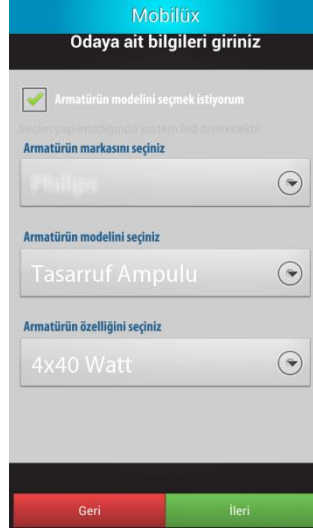 Mobilüx
Odaya ait bilgileri giriniz
Armatürün modelini seçmek istiyorum
Seçim yapılmadığında sistem led önerecektir..
Armatürün markasını seçiniz
Armatürün modelini seçiniz
Tasarruf Ampulu
Armatürün özelliğini seçiniz
4x40 Watt
Geri
İleri